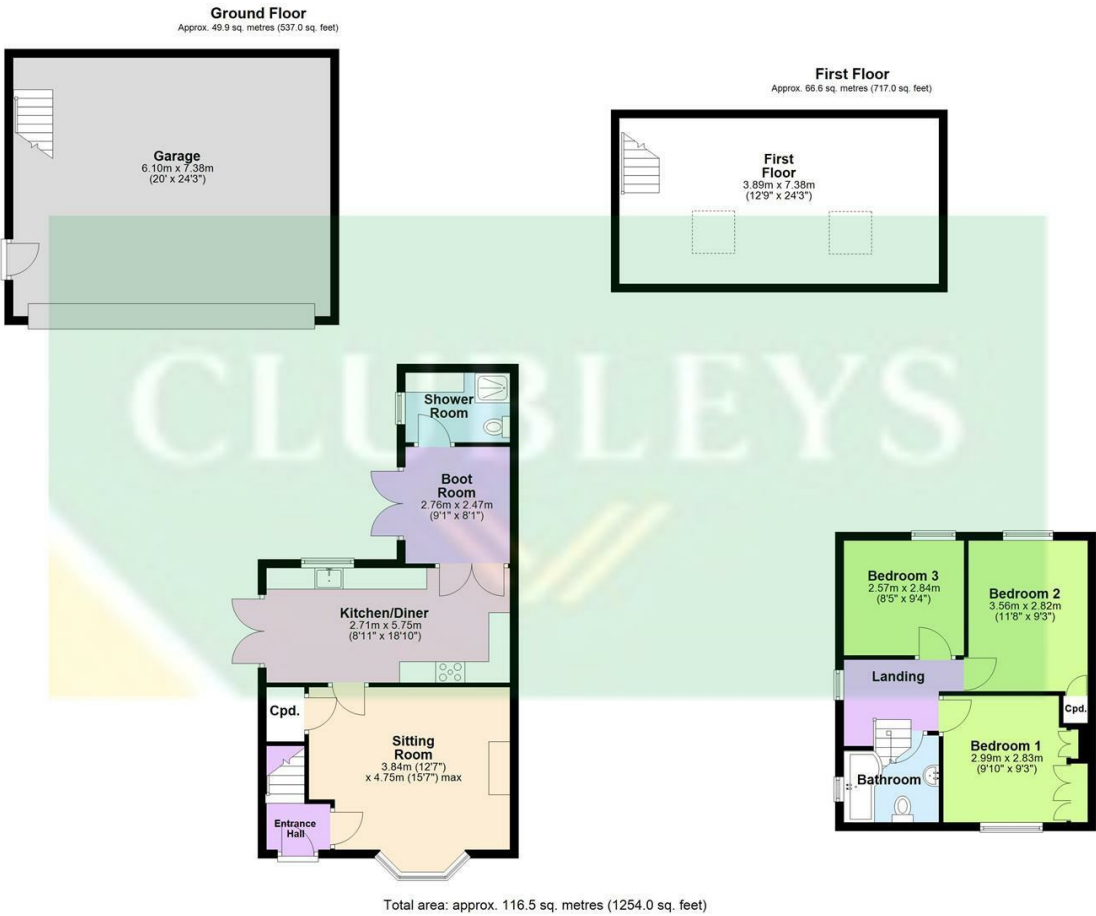 Ground Floor
Approx. 49.9 sq. metres (537.0 sq. feet)
Garage
6.10m x 7.38m
(20' x 24'3")
First Floor
Approx. 66.6 sq. metres (717.0 sq. feet)
First
Floor
3.89m x 7.38m
(12'9" x 24'3")
CLUBLEYS
Shower
Room
Boot
Room
2.76m x 2.47m
(9'1" x 8'1")
Kitchen/Diner
2.71m x 5.75m
(8'11" x 18'10")
Cpd.
Sitting
Room
3.84m (12'7")
x 4.75m (15'7") max
Entrance
Hall
Bedroom 3
2.57m x 2.84m
(8'5" x 9'4")
Bedroom 2
3.56m x 2.82m
(11'8" x 9'3")
Landing
Cpd.
Bedroom 1
2.99m x 2.83m
(9'10" x 9'3")
Bathroom
Total area: approx. 116.5 sq. metres (1254.0 sq. feet)